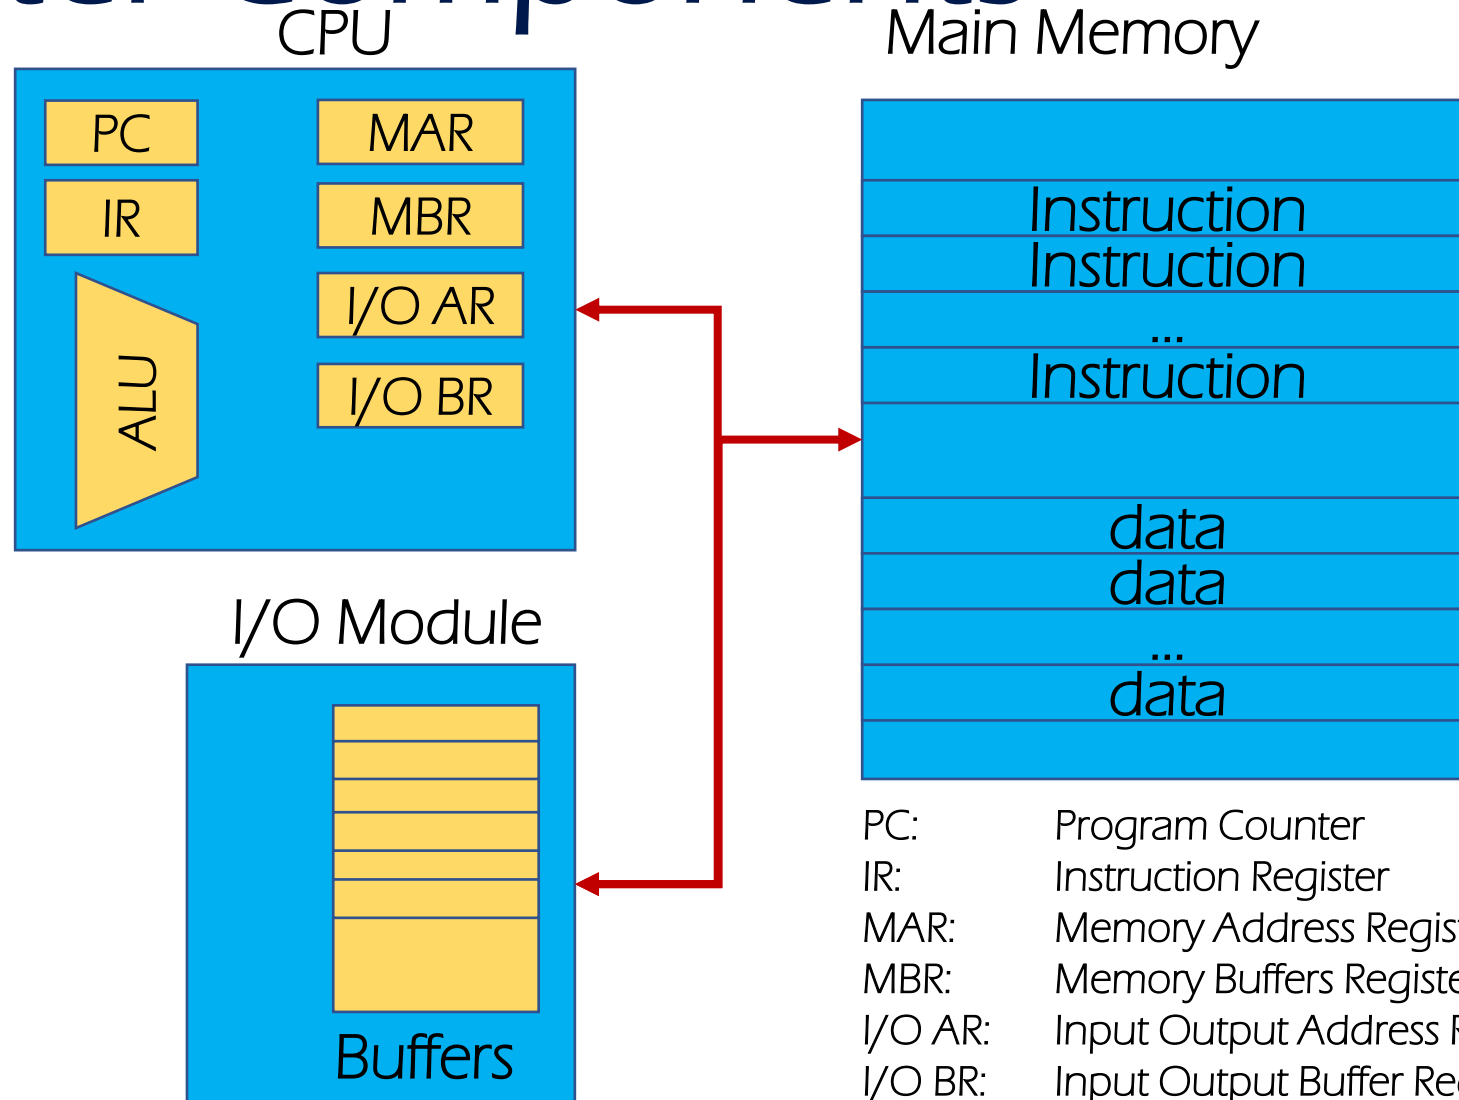 Components
CPU
Main Memory
PC
MAR
IR
MBR
I/O AR
I/O BR
ALU
Instruction
Instruction
...
Instruction
data
data
...
data
I/O Module
Buffers
PC: Program Counter
IR: Instruction Register
MAR: Memory Address
MBR: Memory Buffers
I/O AR: Input Output Address
I/O BR: Input Output Buffer